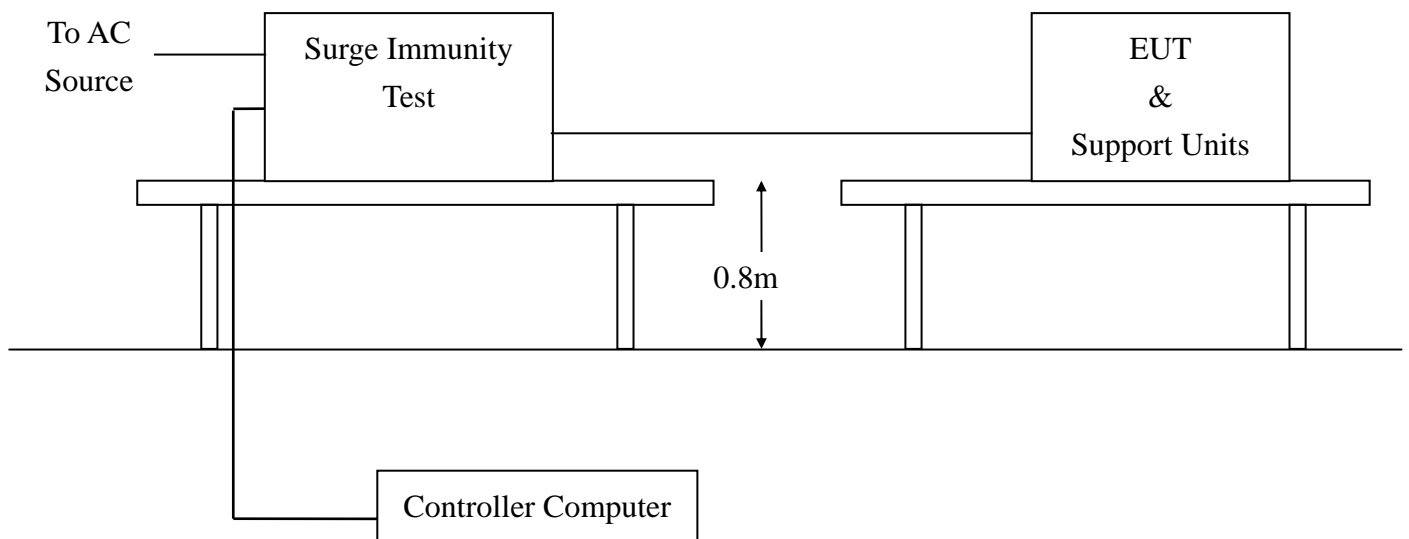 To AC
Source
Surge Immunity
Test
EUT
&
Support Units
0.8m
Controller Computer